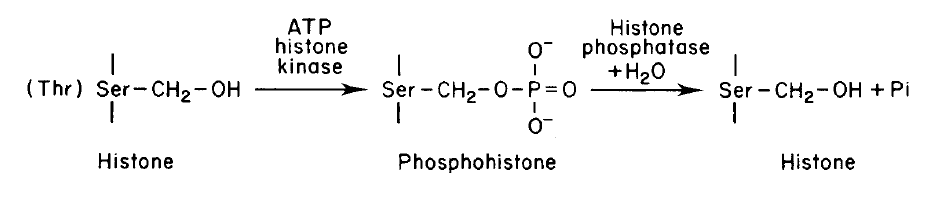 ATP
histone
kinase
Histone
phosphatase
+H₂O
O⁻
(Thr) Ser–CH₂–OH
Ser–CH₂–O–P=O
O⁻
Ser–CH₂–OH + Pi
Histone
Phosphohistone
Histone